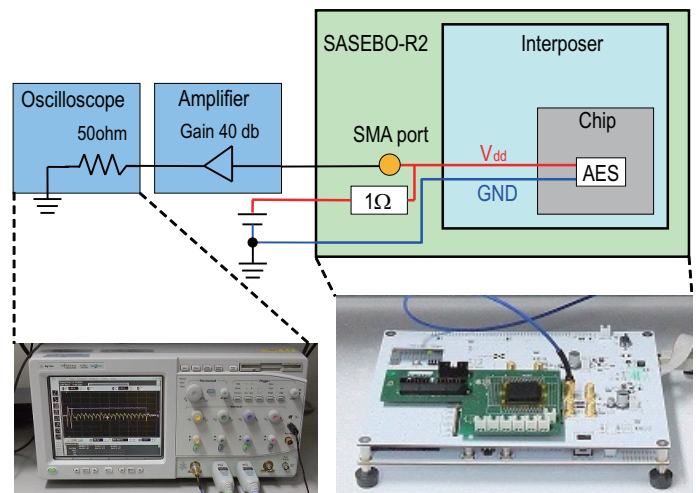 SASEBO-R2
Interposer
Oscilloscope
Amplifier
Chip
50ohm
Gain 40 db
SMA port
Vdd
AES
GND
1Ω